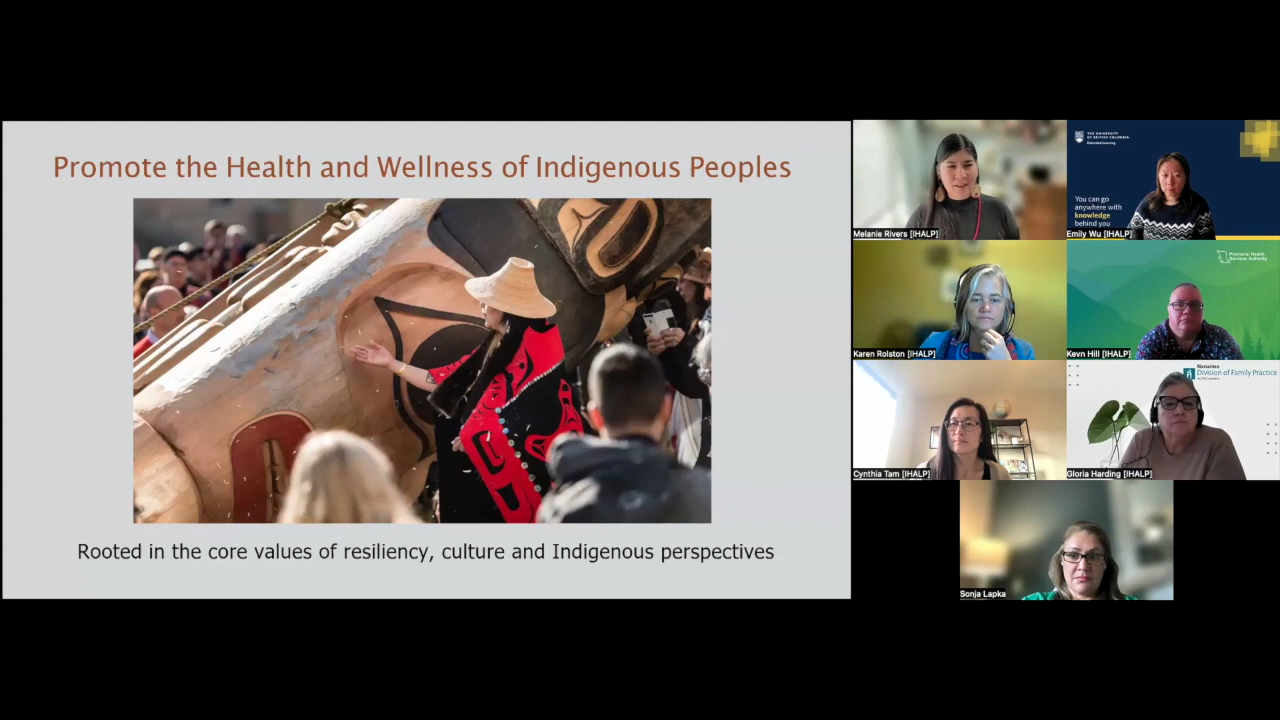 Promote the Health and Wellness of Indigenous Peoples
Rooted in the core values of resiliency, culture and Indigenous perspectives
Melanie Rivers [IHALP]
THE UNIVERSITY
OF BRITISH COLUMBIA
Extended Learning
You can go
anywhere with
knowledge
behind you
Emily Wu [IHALP]
Karen Rolston [IHALP]
Provincial Health
Services Authority
Kevn Hill [IHALP]
Cynthia Tam [IHALP]
Nanaimo
Division of Family Practice
Gloria Harding [IHALP]
Sonja Lapka